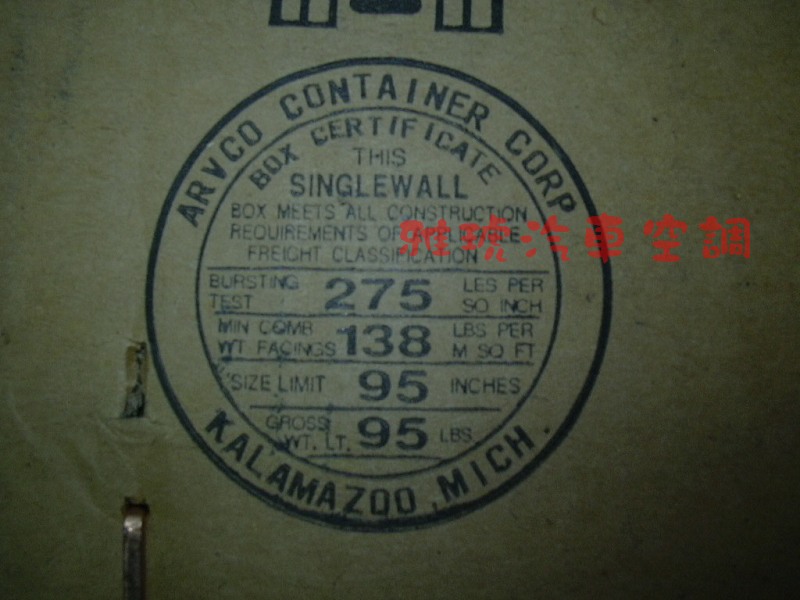 ARVCO CONTAINER CORP
BOX CERTIFICATE
THIS
SINGLEWALL
BOX MEETS ALL CONSTRUCTION
REQUIREMENTS OF APPLICABLE
FREIGHT CLASSIFICATION
BURSTING TEST 275 LBS PER SQ INCH
MIN COMB WT FACINGS 138 LBS PER M SQ FT
SIZE LIMIT 95 INCHES
GROSS WT. LT. 95 LBS
KALAMAZOO, MICH.
雅琥汽車空調